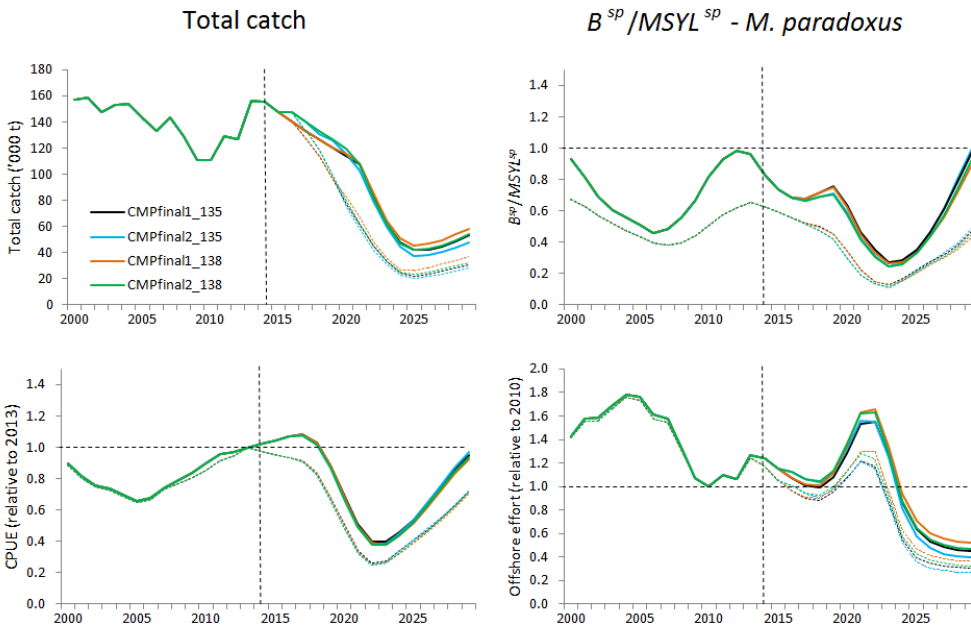 Total catch
B sp/MSYL sp - M. paradoxus
Total catch ('000 t)
180
160
140
120
100
80
60
40
20
0
CMPfinal1_135
CMPfinal2_135
CMPfinal1_138
CMPfinal2_138
2000 2005 2010 2015 2020 2025
Bsp/MSYLsp
1.4
1.2
1.0
0.8
0.6
0.4
0.2
0.0
2000 2005 2010 2015 2020 2025
CPUE (relative to 2013)
1.4
1.2
1.0
0.8
0.6
0.4
0.2
0.0
2000 2005 2010 2015 2020 2025
Offshore effort (relative to 2010)
2.0
1.8
1.6
1.4
1.2
1.0
0.8
0.6
0.4
0.2
0.0
2000 2005 2010 2015 2020 2025